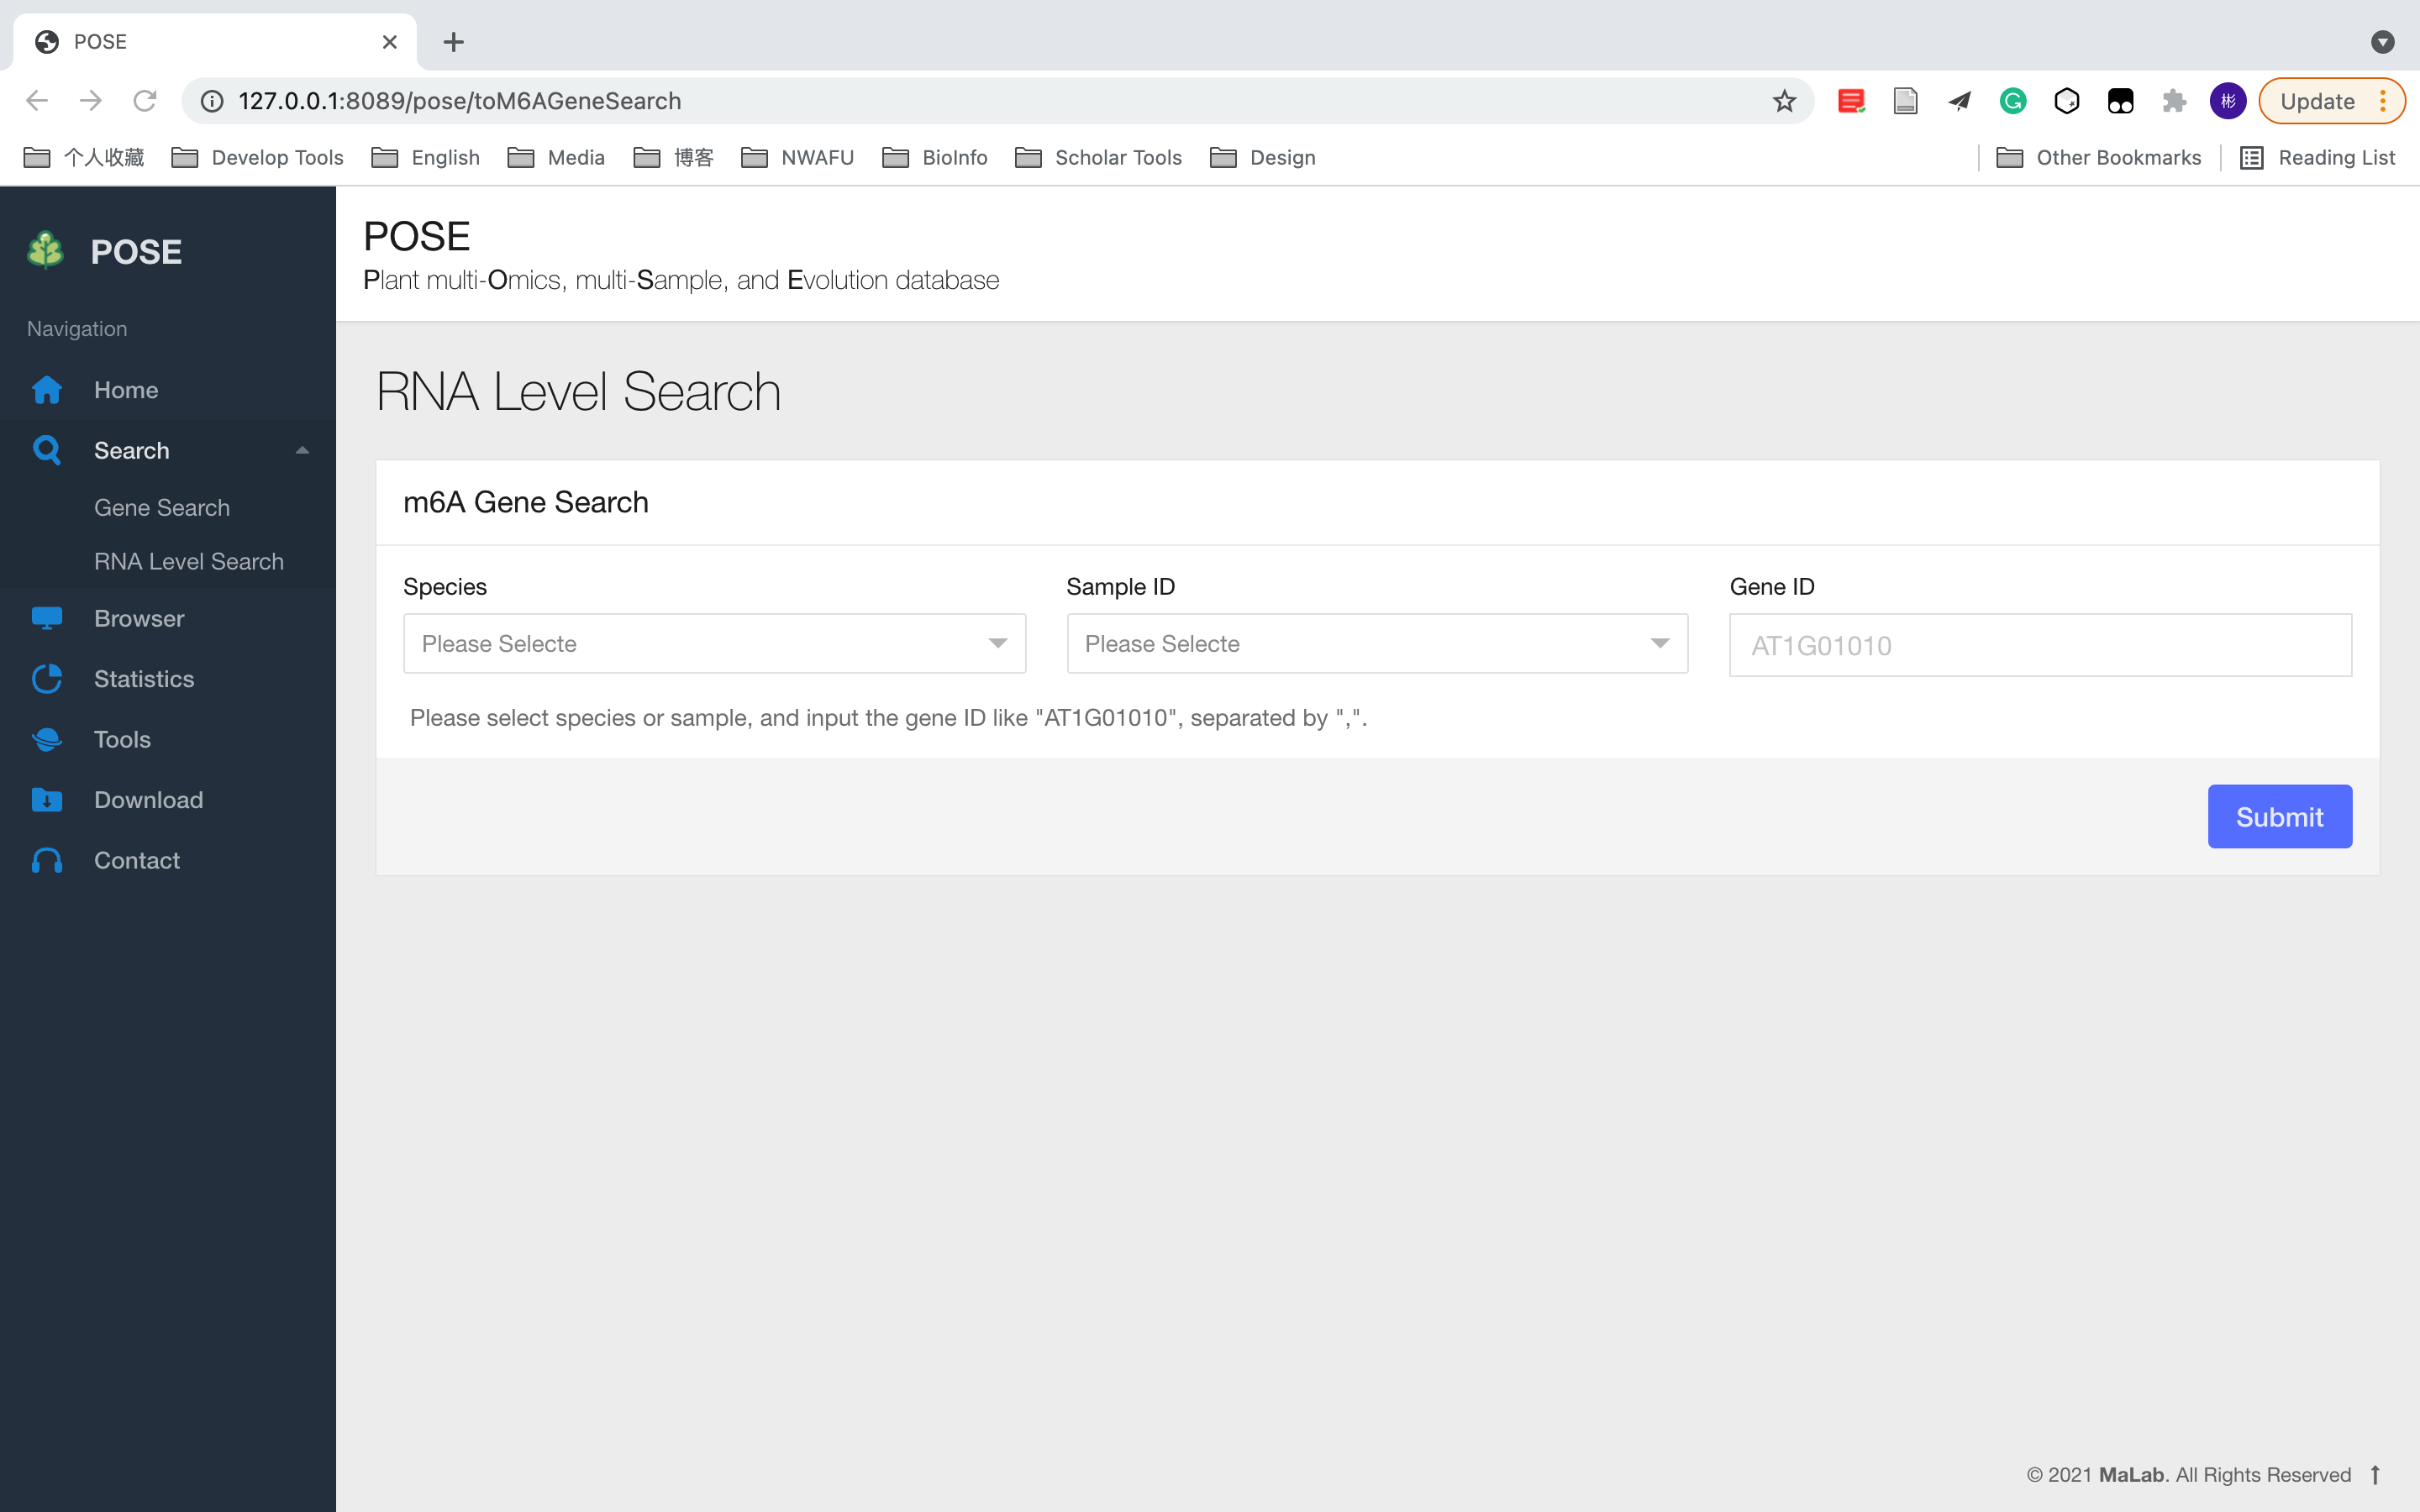 POSE
127.0.0.1:8089/pose/toM6AGeneSearch
彬
Update
个人收藏
Develop Tools
English
Media
博客
NWAFU
BioInfo
Scholar Tools
Design
Other Bookmarks
Reading List
POSE
Navigation
Home
Search
Gene Search
RNA Level Search
Browser
Statistics
Tools
Download
Contact
POSE
Plant multi-Omics, multi-Sample, and Evolution database
RNA Level Search
m6A Gene Search
Species
Sample ID
Gene ID
Please Selecte
Please Selecte
AT1G01010
Please select species or sample, and input the gene ID like "AT1G01010", separated by ",".
Submit
© 2021 MaLab. All Rights Reserved